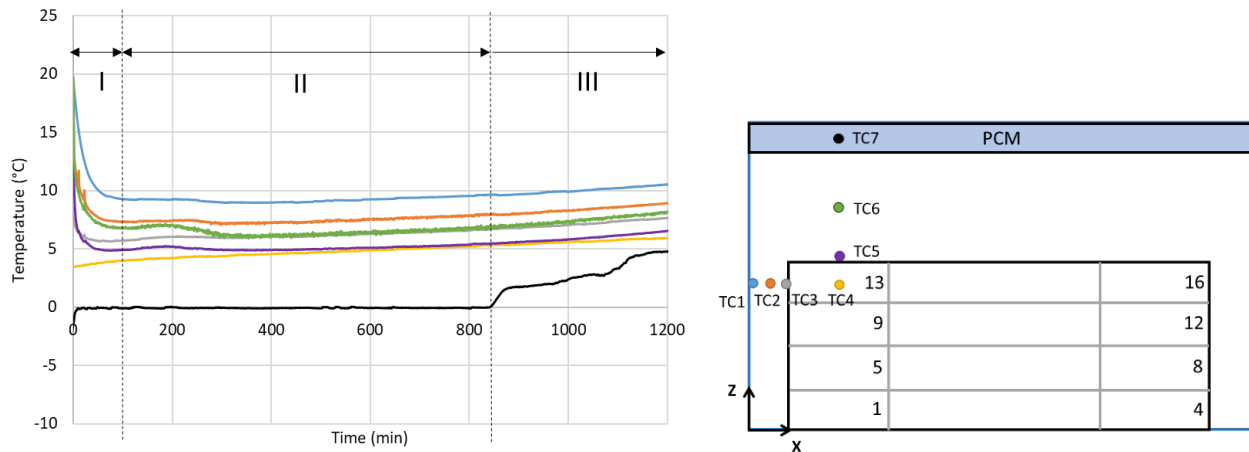 25
20
15
10
5
0
-5
-10
Temperature (°C)
I
II
III
0 200 400 600 800 1000 1200
Time (min)
PCM
TC7
TC6
TC5
TC1 TC2 TC3 TC4
13 16
9 12
5 8
1 4
Z
X